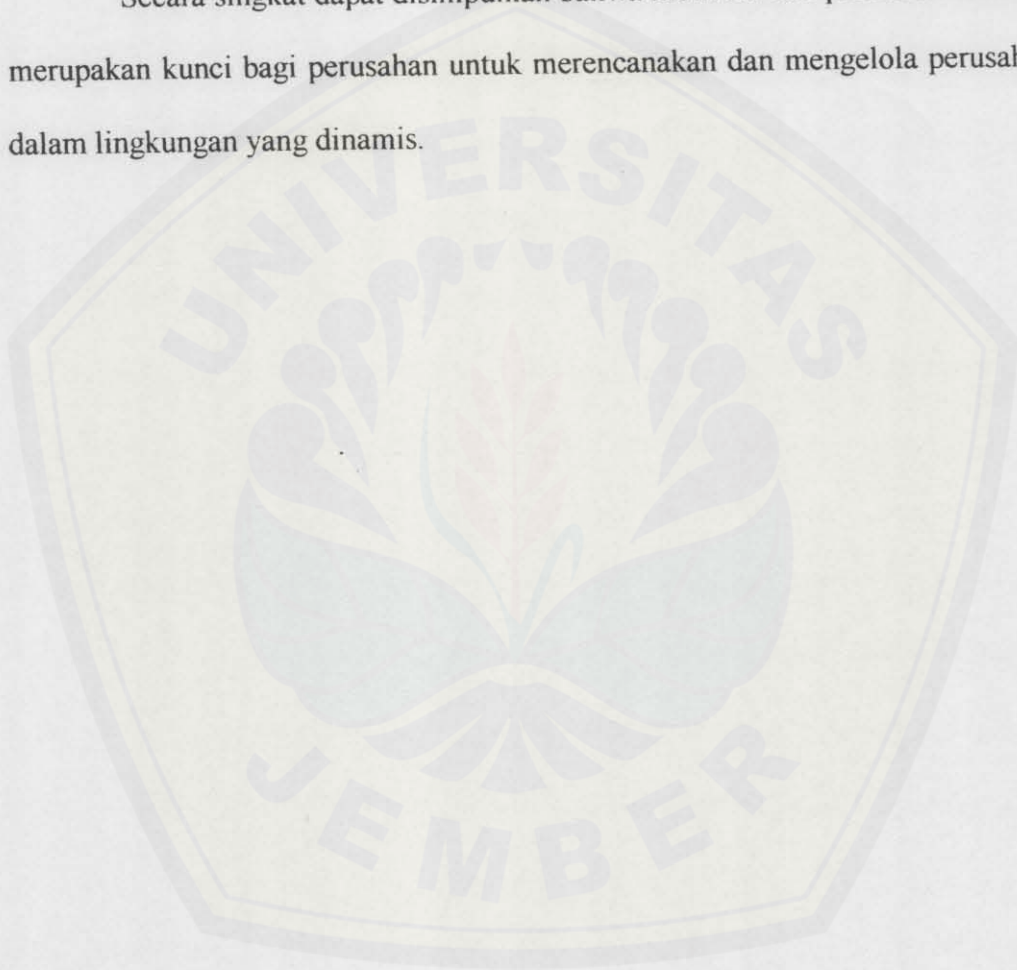 Secara singkat dapat disimpulkan
merupakan kunci bagi perusahan untuk merencanakan dan mengelola perusah
dalam lingkungan yang dinamis.
UNIVERSITAS
JEMBER